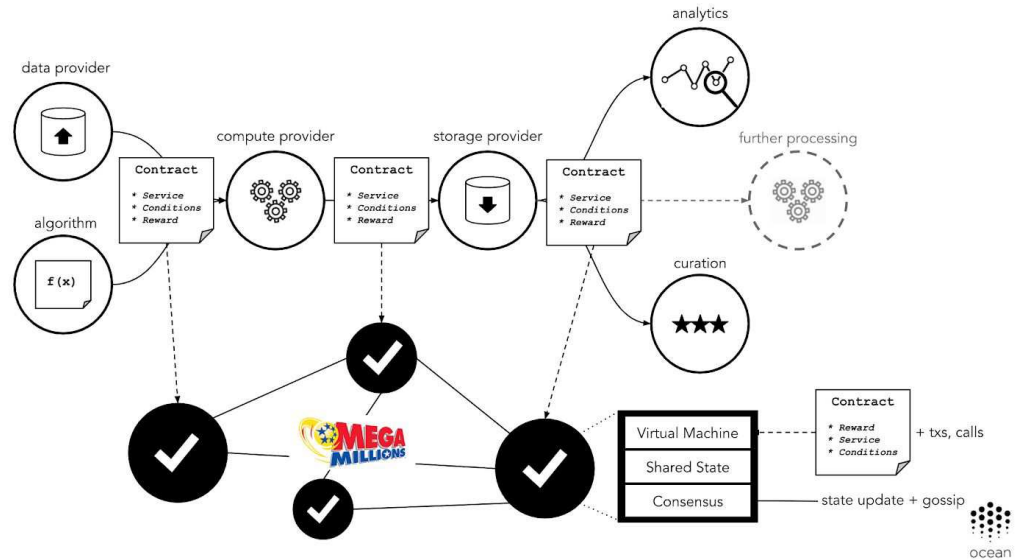 analytics
data provider
compute provider
storage provider
further processing
Contract
* Service
* Conditions
* Reward
Contract
* Service
* Conditions
* Reward
Contract
* Service
* Conditions
* Reward
algorithm
f(x)
curation
MEGA
MILLIONS
Virtual Machine
Shared State
Consensus
Contract
* Reward
* Service
* Conditions
+ txs, calls
state update + gossip
ocean